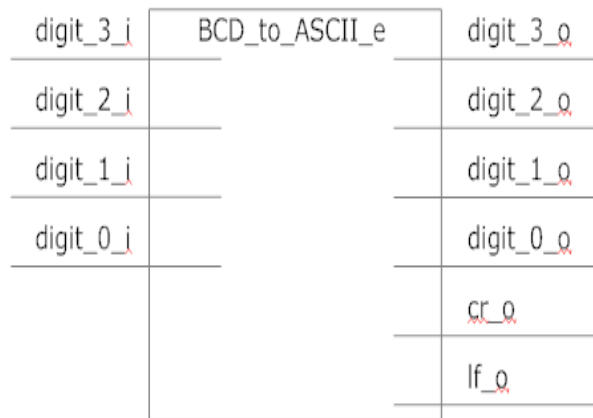 digit_3_i BCD_to_ASCII_e digit_3_o
digit_2_i digit_2_o
digit_1_i digit_1_o
digit_0_i digit_0_o
cr_o
lf_o